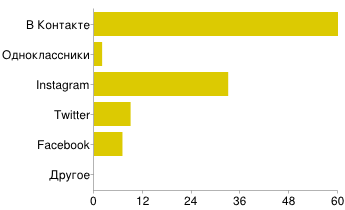 В Контакте
Одноклассники
Instagram
Twitter
Facebook
Другое
0 12 24 36 48 60